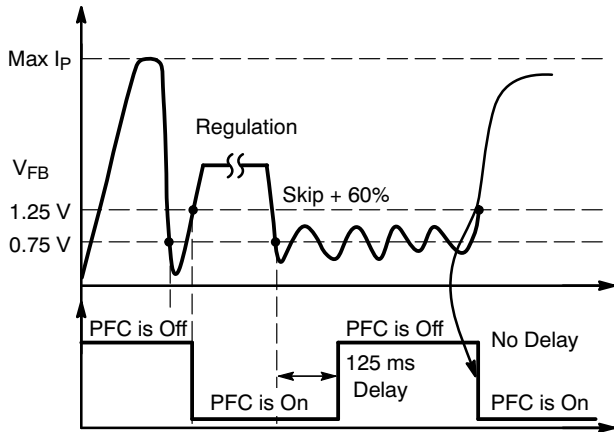 Max IP
Regulation
VFB
Skip + 60%
1.25 V
0.75 V
PFC is Off
PFC is Off
No Delay
125 ms
Delay
PFC is On
PFC is On